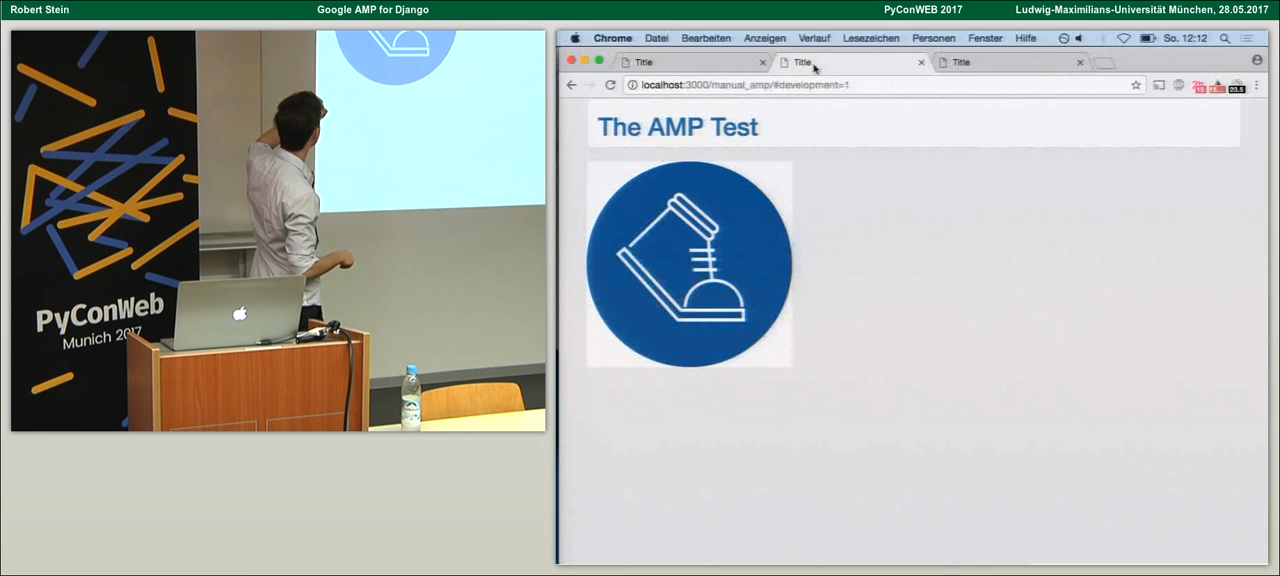 Robert Stein
Google AMP for Django
PyConWEB 2017
Ludwig-Maximilians-Universität München, 28.05.2017
Chrome Datei Bearbeiten Anzeigen Verlauf Lesezeichen Personen Fenster Hilfe
So. 12:12
Title
Title
Title
localhost:3000/manual_amp/#development=1
23.5
The AMP Test
PyConWeb
Munich 2017